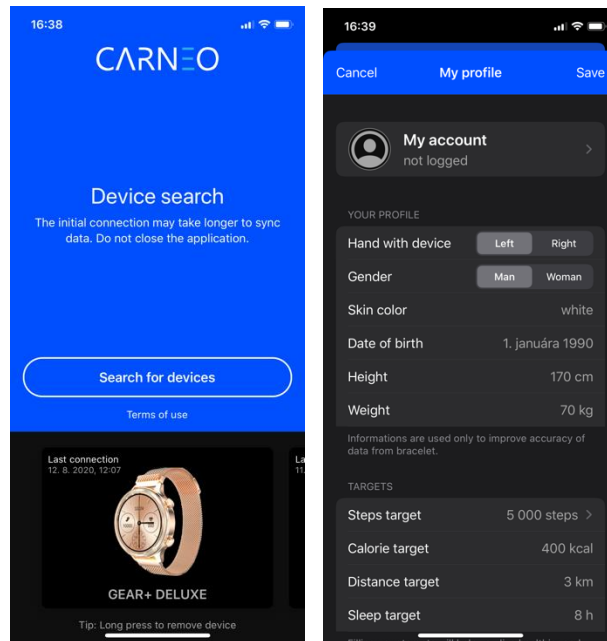 16:38
CARNEO
Device search
The initial connection may take longer to sync
data. Do not close the application.
Search for devices
Terms of use
Last connection
12. 8. 2020, 12:07
La
11.
GEAR+ DELUXE
Tip: Long press to remove device
16:39
Cancel My profile Save
My account
not logged
YOUR PROFILE
Hand with device Left Right
Gender Man Woman
Skin color white
Date of birth 1. januára 1990
Height 170 cm
Weight 70 kg
Informations are used only to improve accuracy of
data from bracelet.
TARGETS
Steps target 5 000 steps
Calorie target 400 kcal
Distance target 3 km
Sleep target 8 h